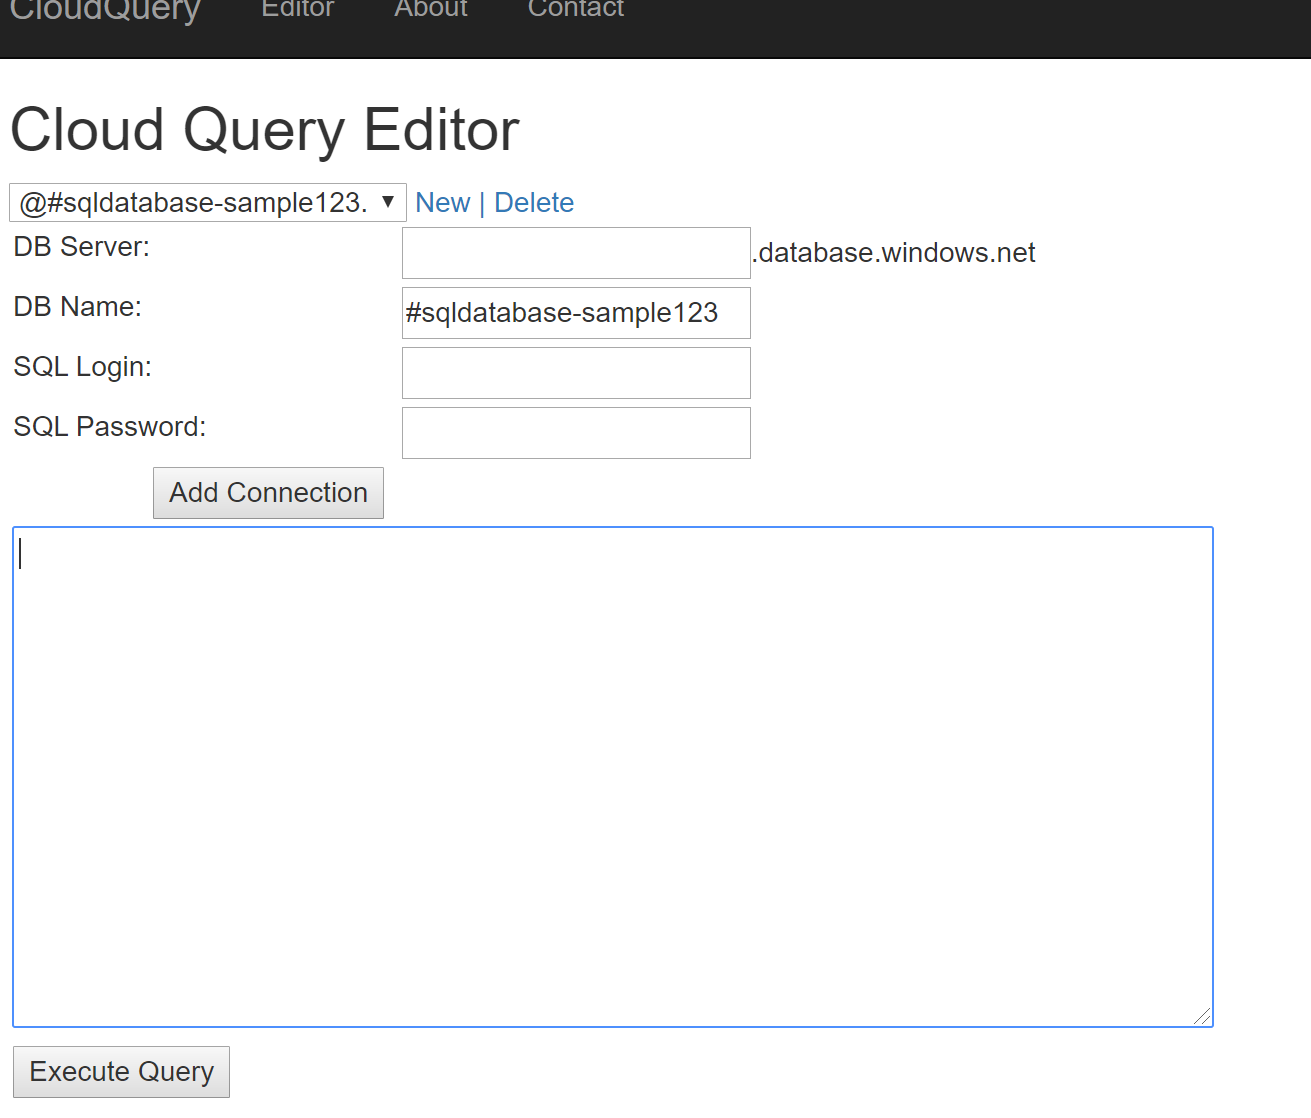 CloudQuery Editor About Contact
Cloud Query Editor
@#sqldatabase-sample123. New | Delete
DB Server: .database.windows.net
DB Name: #sqldatabase-sample123
SQL Login:
SQL Password:
Add Connection
Execute Query